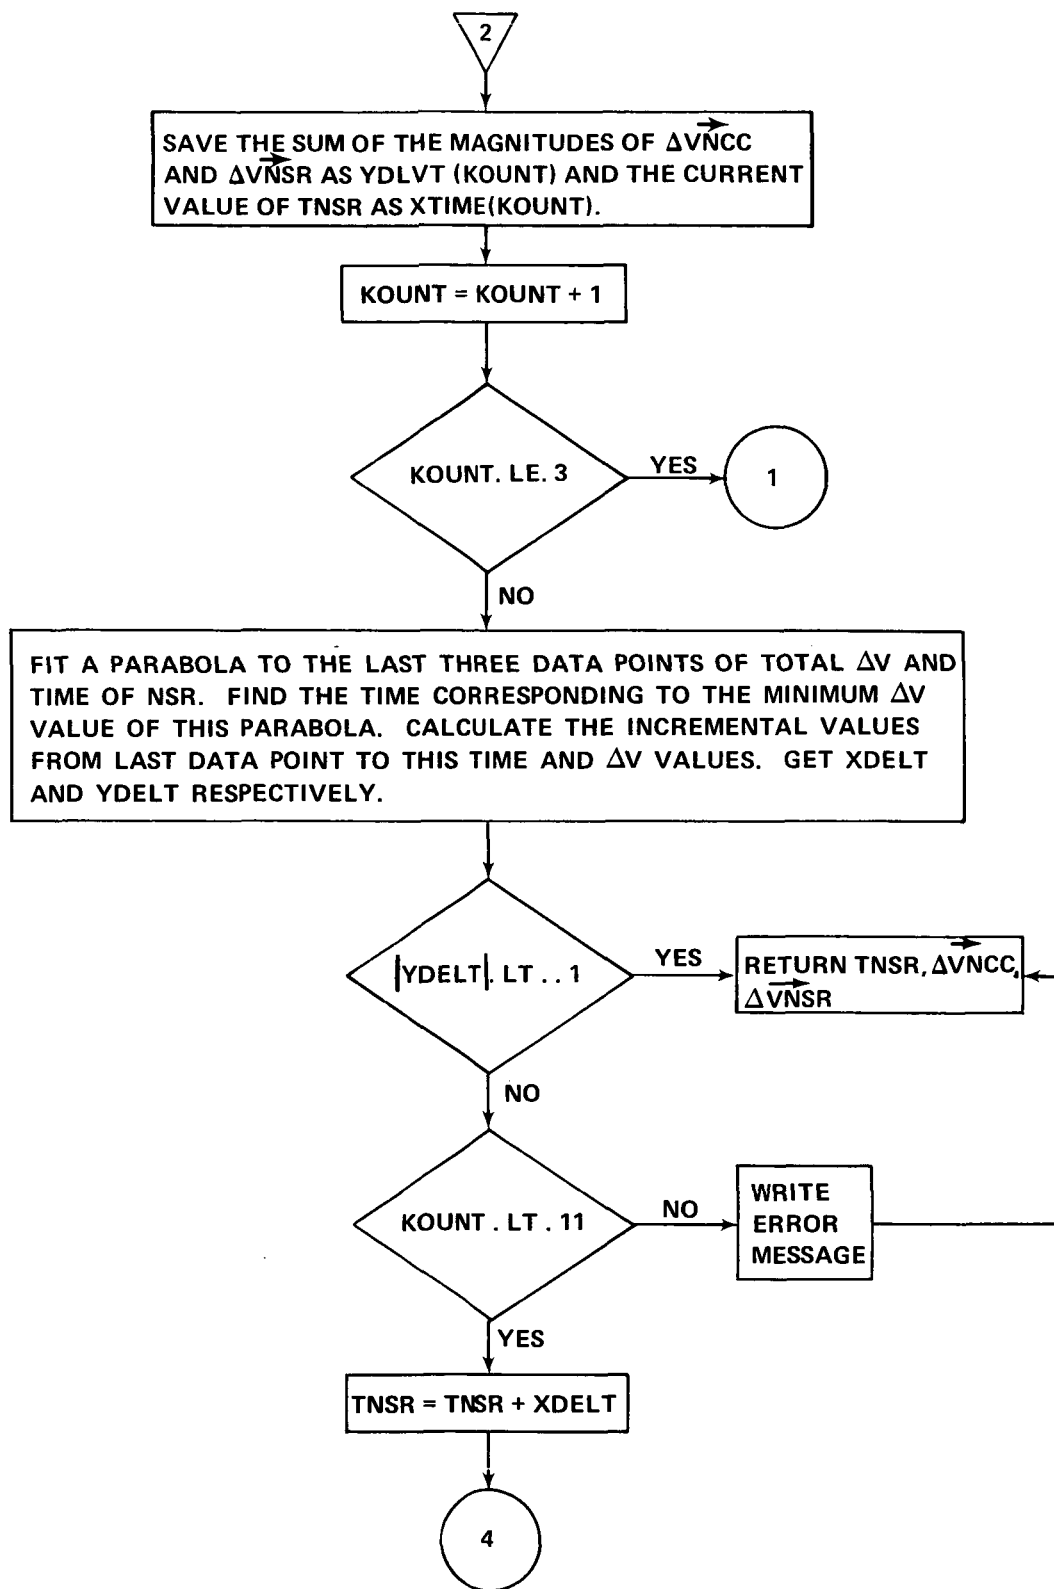 2
SAVE THE SUM OF THE MAGNITUDES OF ΔVNCC
AND ΔVNSR AS YDLVT (KOUNT) AND THE CURRENT
VALUE OF TNSR AS XTIME(KOUNT).
KOUNT = KOUNT + 1
KOUNT. LE. 3
YES
1
NO
FIT A PARABOLA TO THE LAST THREE DATA POINTS OF TOTAL ΔV AND
TIME OF NSR. FIND THE TIME CORRESPONDING TO THE MINIMUM ΔV
VALUE OF THIS PARABOLA. CALCULATE THE INCREMENTAL VALUES
FROM LAST DATA POINT TO THIS TIME AND ΔV VALUES. GET XDELT
AND YDELT RESPECTIVELY.
|YDELT|. LT . . 1
YES
RETURN TNSR, ΔVNCC,
ΔVNSR
NO
KOUNT . LT . 11
NO
WRITE
ERROR
MESSAGE
YES
TNSR = TNSR + XDELT
4